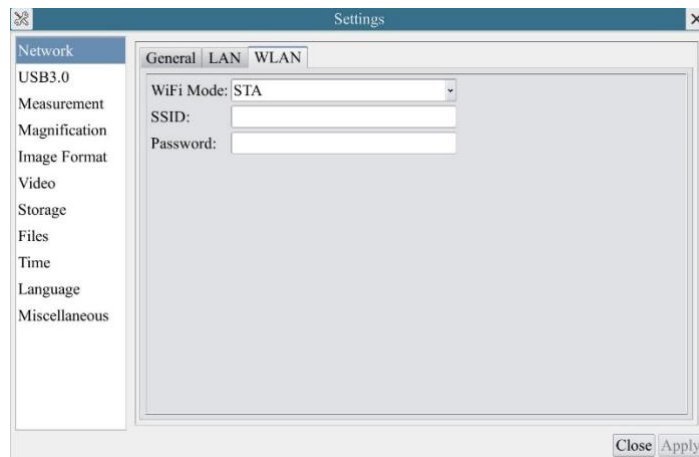 Settings
Network
USB3.0
Measurement
Magnification
Image Format
Video
Storage
Files
Time
Language
Miscellaneous
General LAN WLAN
WiFi Mode: STA
SSID:
Password:
Close Apply